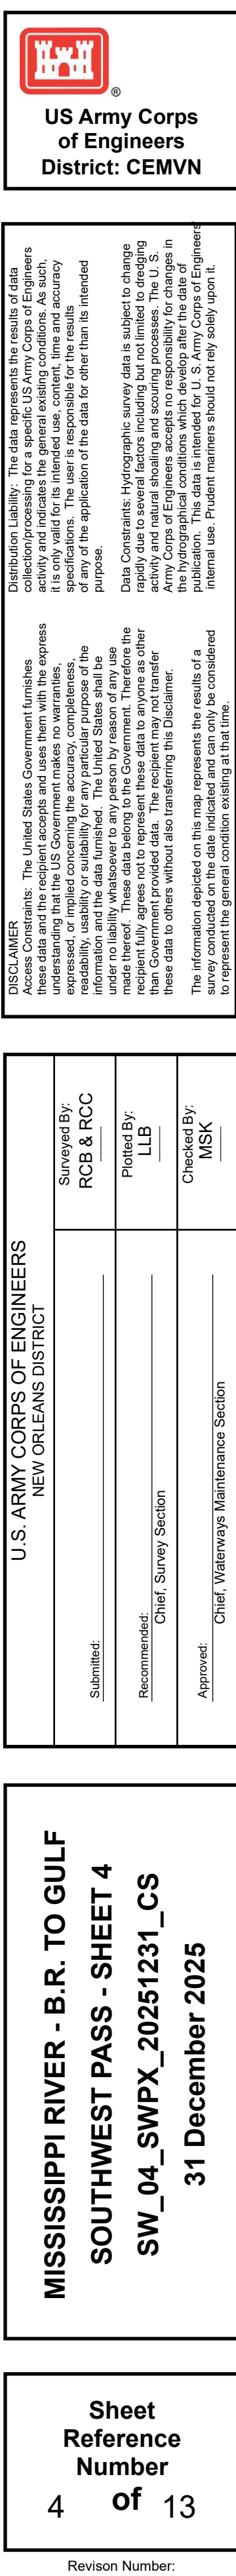 US Army Corps
of Engineers
District: CEMVN
®
DISCLAIMER
Access Constraints: The United States Government furnishes
these data and the recipient accepts and uses them with the express
understanding that the US Government makes no warranties,
expressed, or implied concerning the accuracy, completeness,
readability, usability or suitability for any particular purpose of the
information and the data furnished. The United States shall be
under no liability whatsoever to any person by reason of any use
made thereof. These data belong to the Government. Therefore the
recipient fully agrees not to represent these data to anyone as other
than Government provided data. The recipient may not transfer
these data to others withou also transferring this Disclaimer.
The information depicted on this map represents the results of a
survey conducted on the date indicated and can only be considered
to represent the general condition existing at that time.
Distribution Liability: The data represents the results of data
collection/processing for a specific US Army Corps of Engineers
activity and indicates the general existing conditions. As such,
it is only valid for its intended use, content, time and accuracy
specifications. The user is responsible for the results
of any of the application of the data for other than its intended
purpose.
Data Constraints: Hydrographic survey data is subject to change
rapidly due to several factors including but not limited to dredging
activity and natural shoaling and scouring processes. The U. S.
Army Corps of Engineers accepts no responsibility for changes in
the hydrographical conditions which develop after the date of
publication. This data is intended for U. S. Army Corps of Engineers'
internal use. Prudent mariners should not rely solely upon it.
U.S. ARMY CORPS OF ENGINEERS
NEW ORLEANS DISTRICT
Submitted:
Surveyed By:
RCB & RCC
Recommended:
Chief, Survey Section
Plotted By:
LLB
Approved:
Chief, Waterways Maintenance Section
Checked By:
MSK
MISSISSIPPI RIVER - B.R. TO GULF
SOUTHWEST PASS - SHEET 4
SW_04_SWPX_20251231_CS
31 December 2025
Sheet
Reference
Number
4 of 13
Revison Number: